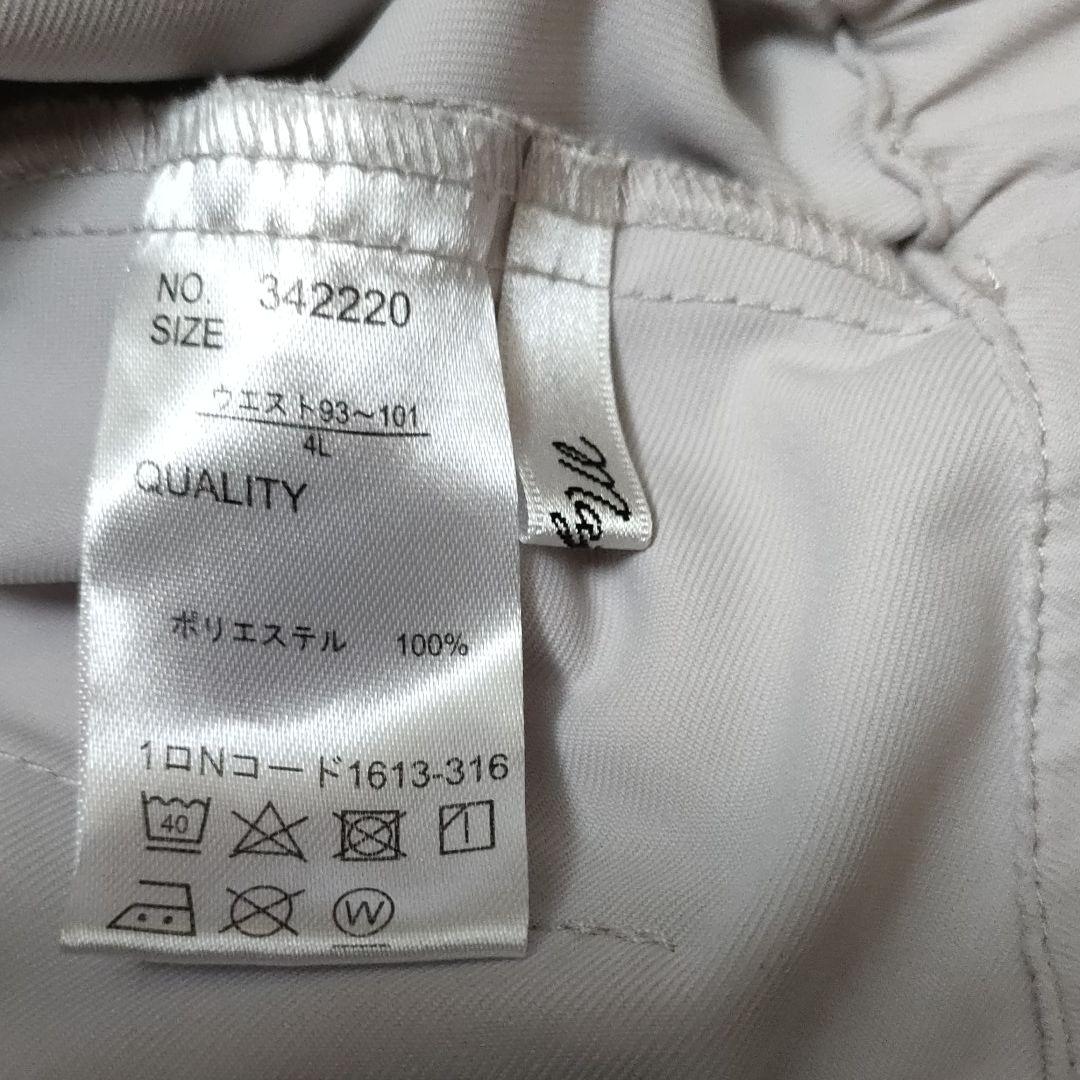 NO. 342220
SIZE
ウエスト93～101
4L
QUALITY
ポリエステル 100%
1ロNコード1613-316
40
W